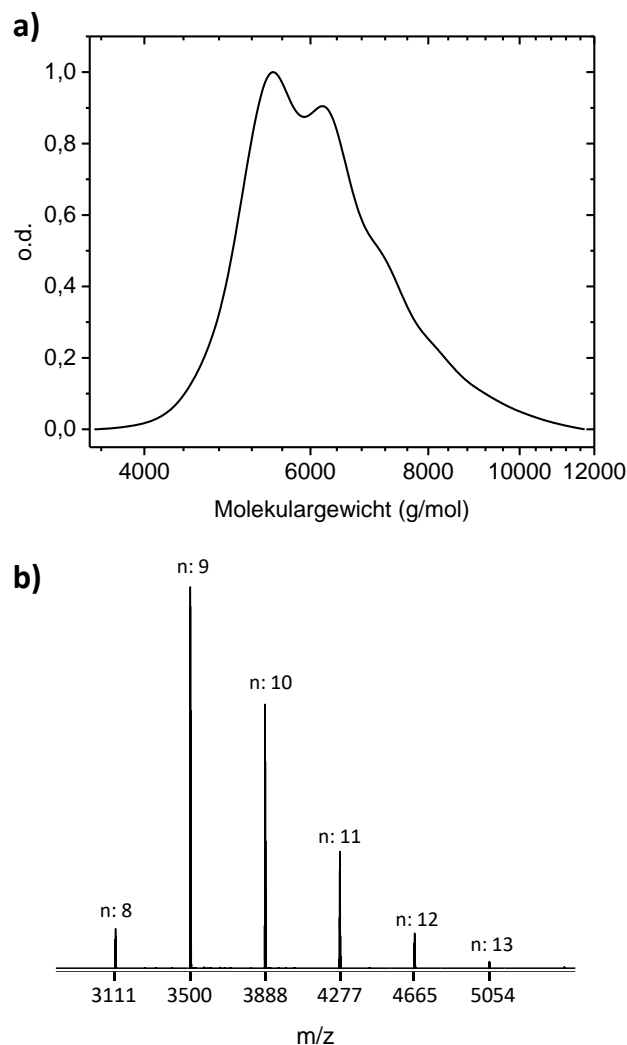 a)
1,0
0,8
0,6
0,4
0,2
0,0
o.d.
4000 6000 8000 10000 12000
Molekulargewicht (g/mol)
b)
n: 9
n: 10
n: 11
n: 8
n: 12
n: 13
3111 3500 3888 4277 4665 5054
m/z